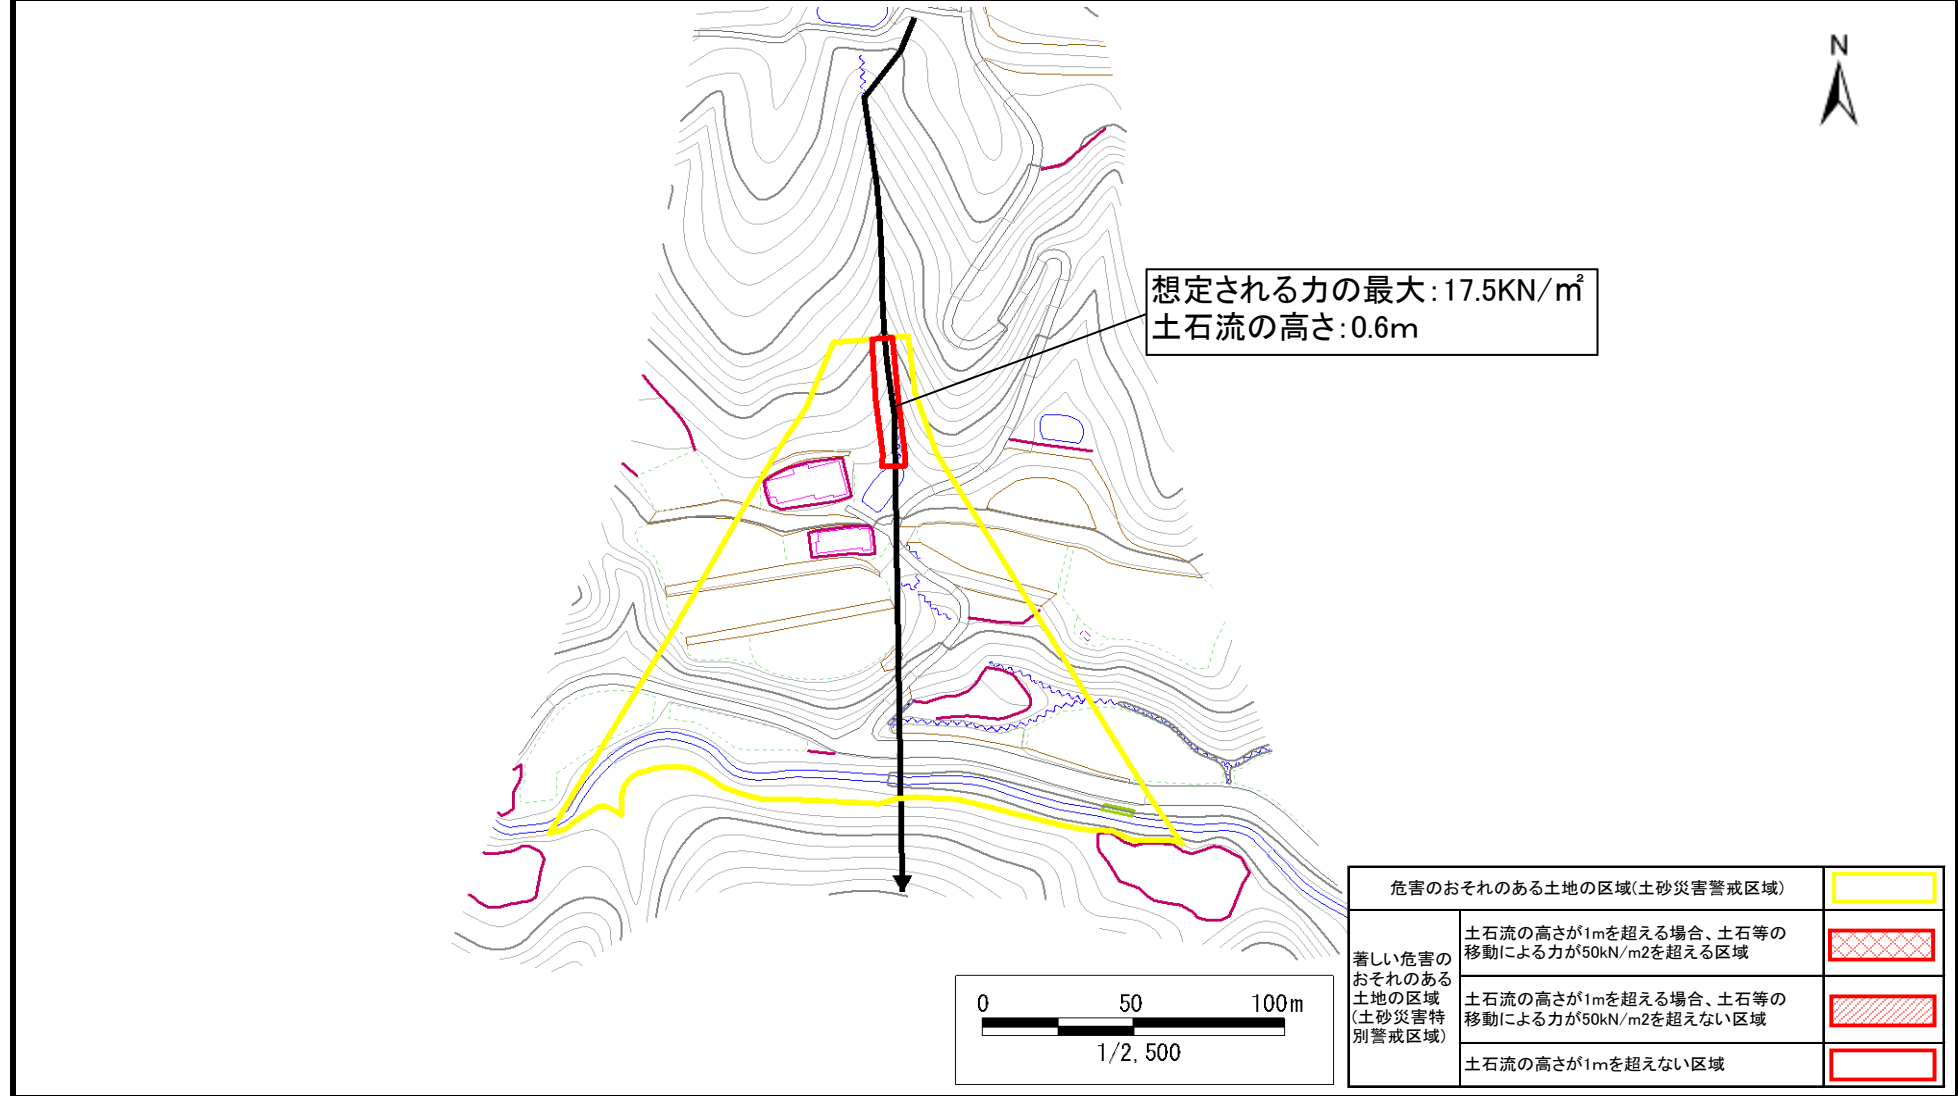 N
想定される力の最大:17.5KN/㎡
土石流の高さ:0.6m
0 50 100m
1/2,500
危害のおそれのある土地の区域(土砂災害警戒区域)
著しい危害の
おそれのある
土地の区域
(土砂災害特
別警戒区域)
土石流の高さが1mを超える場合、土石等の
移動による力が50kN/m2を超える区域
土石流の高さが1mを超える場合、土石等の
移動による力が50kN/m2を超えない区域
土石流の高さが1mを超えない区域